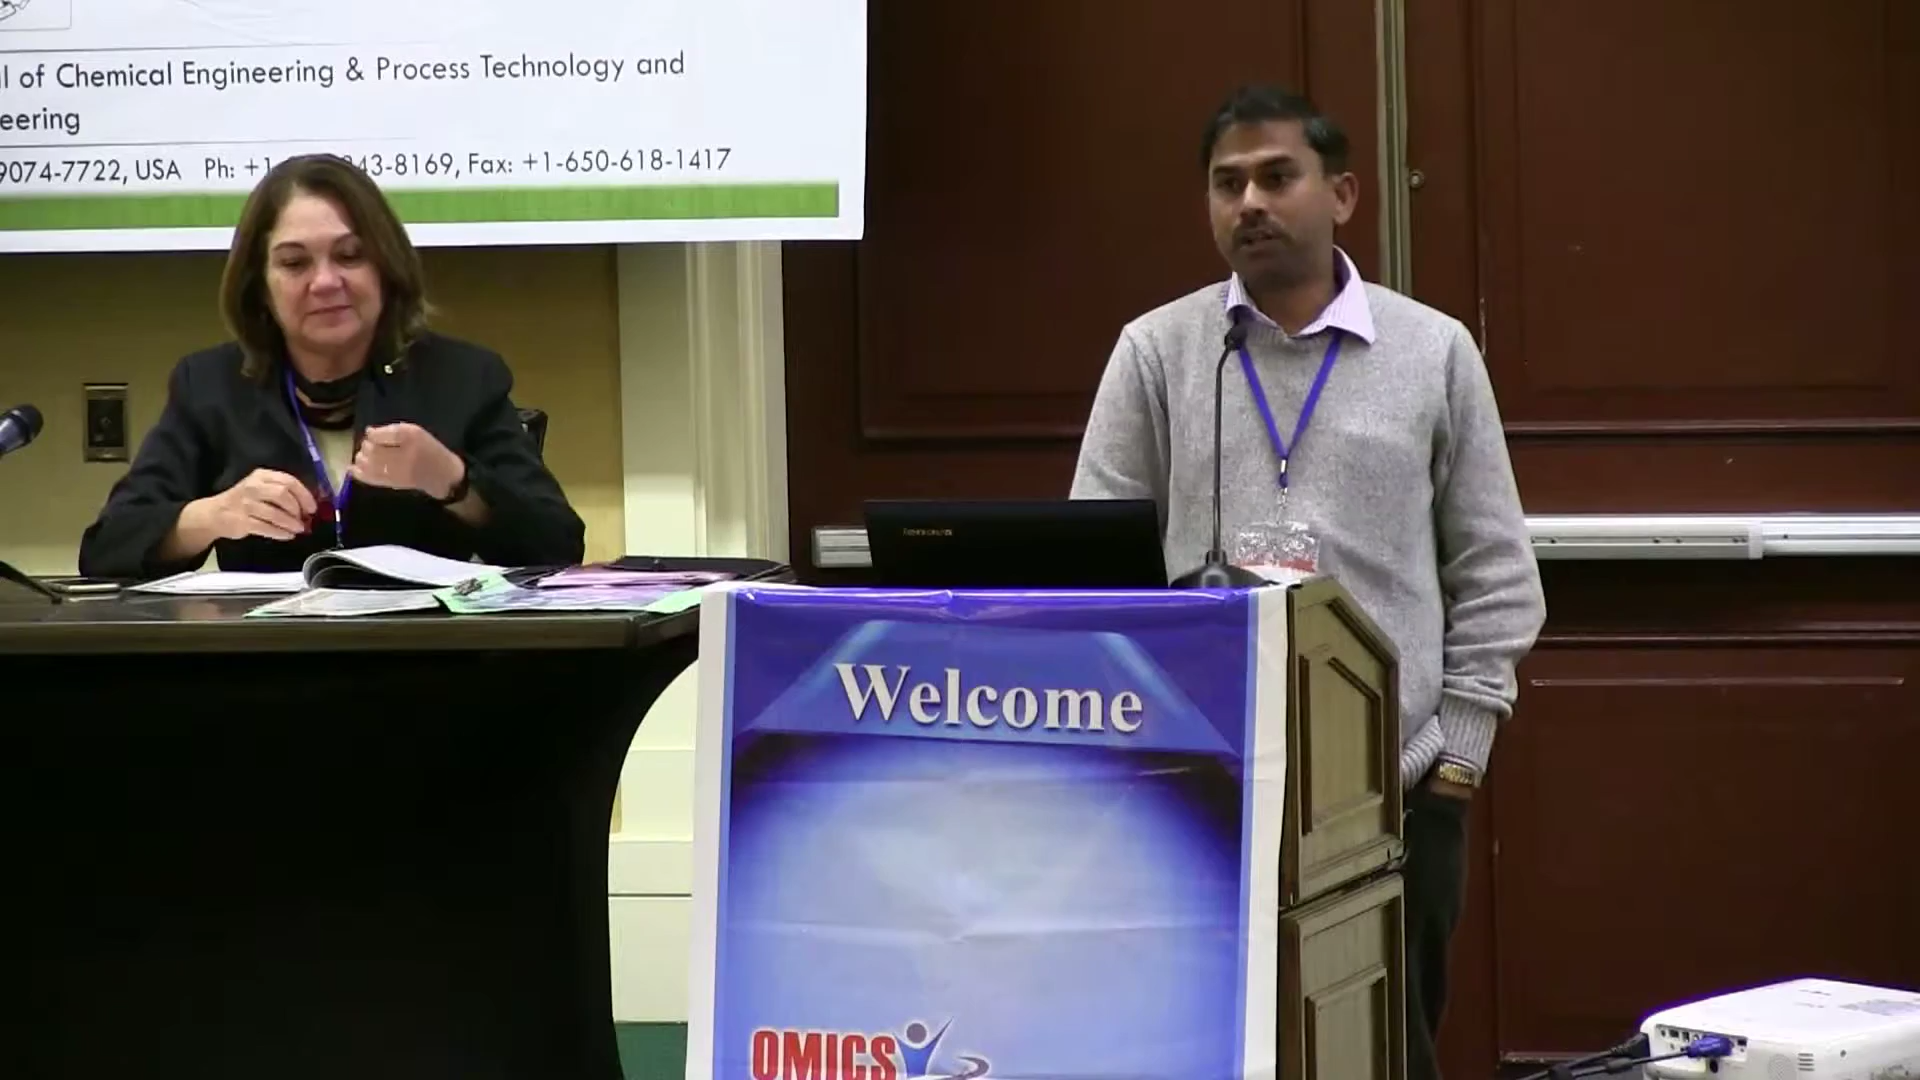 l of Chemical Engineering & Process Technology and
eering
9074-7722, USA Ph: +1 43-8169, Fax: +1-650-618-1417
Welcome
OMICS